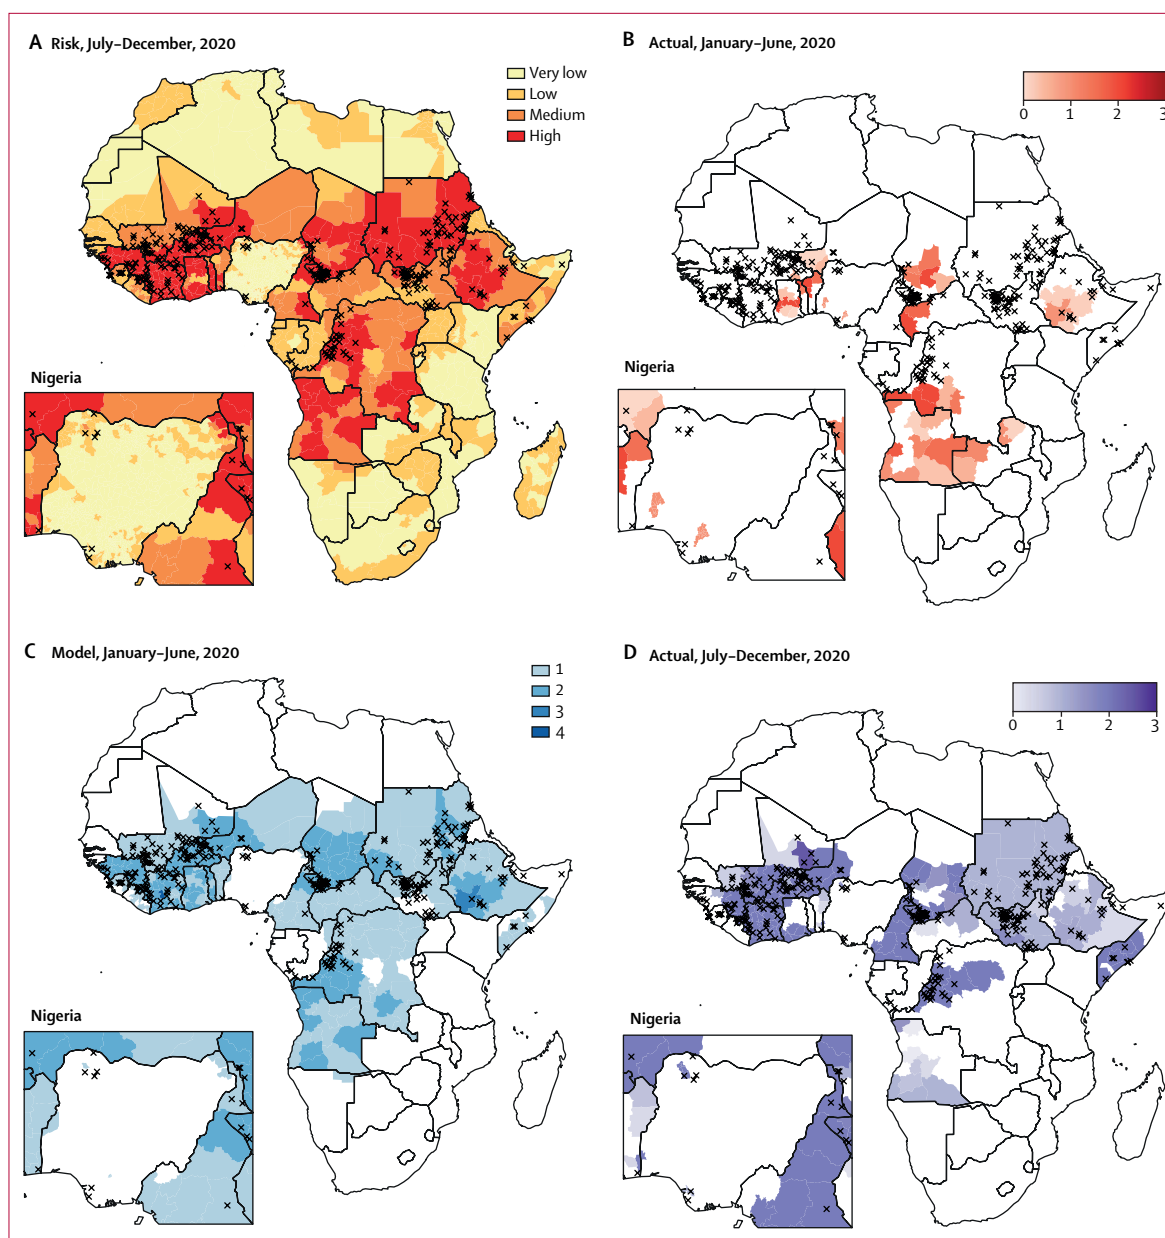 A Risk, July–December, 2020
Very low
Low
Medium
High
Nigeria
B Actual, January–June, 2020
0 1 2 3
Nigeria
C Model, January–June, 2020
1
2
3
4
Nigeria
D Actual, July–December, 2020
0 1 2 3
Nigeria